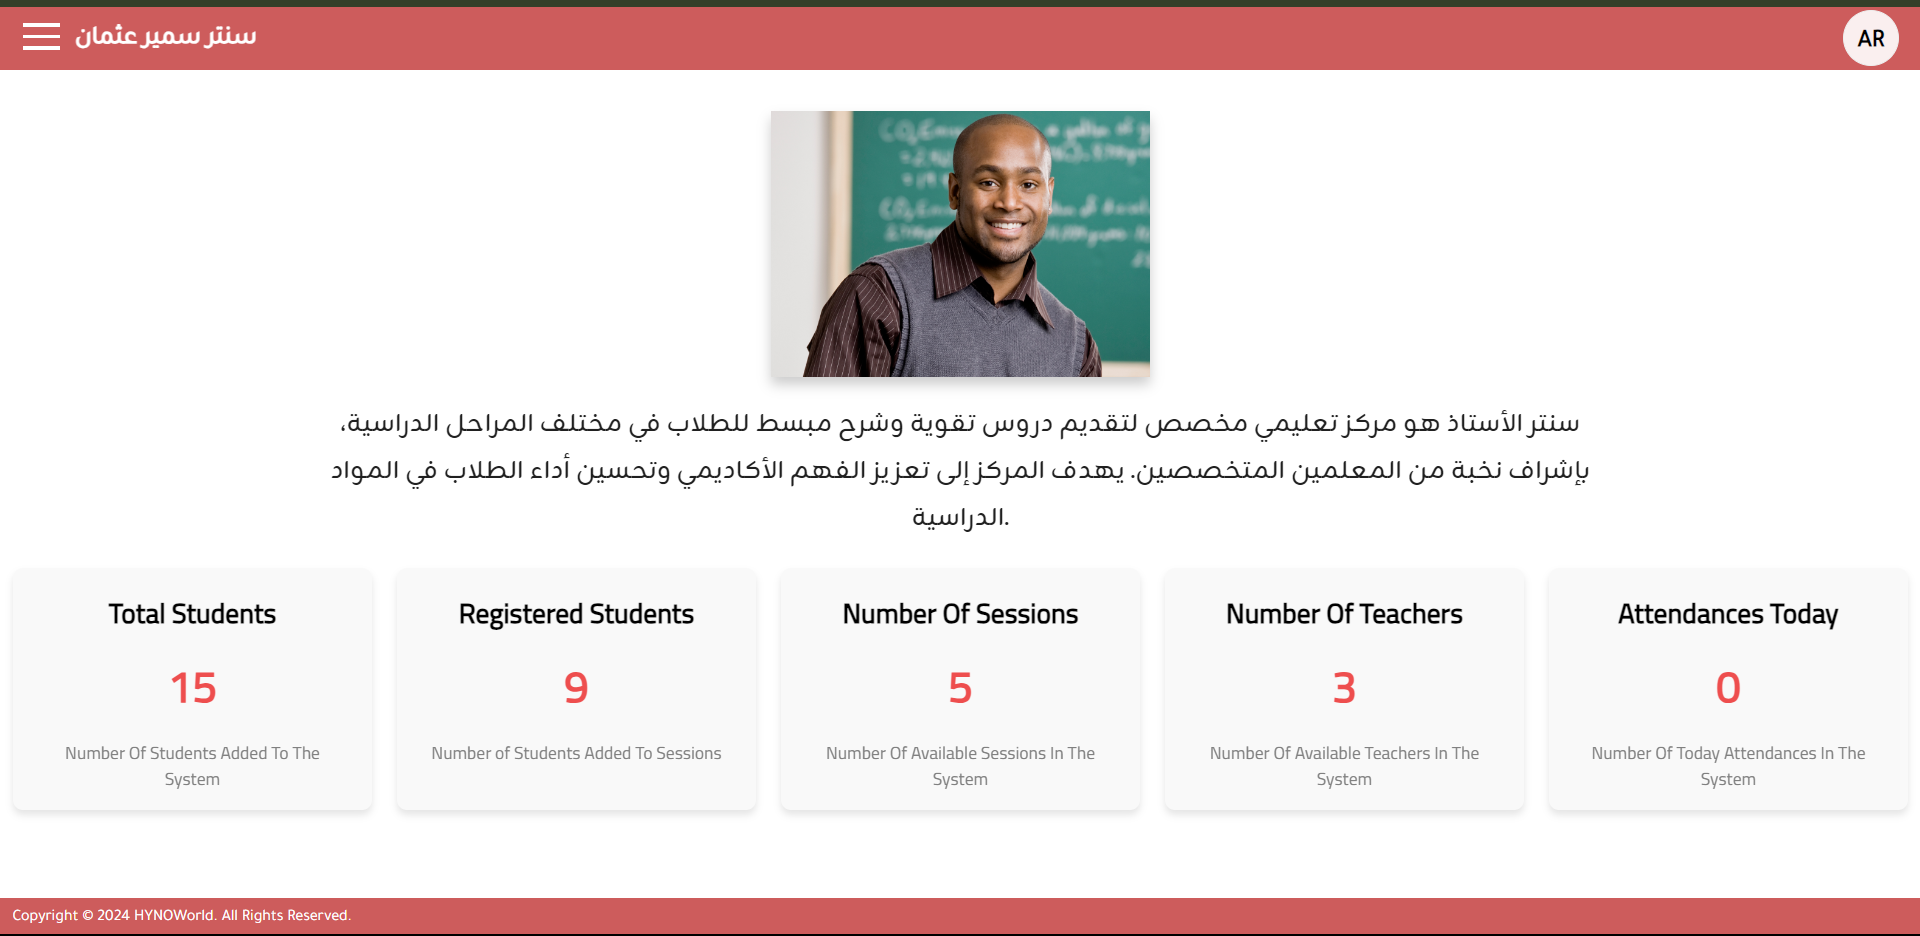 سنتر سمير عثمان
AR
سنتر الأستاذ هو مركز تعليمي مخصص لتقديم دروس تقوية وشرح مبسط للطلاب في مختلف المراحل الدراسية،
بإشراف نخبة من المعلمين المتخصصين. يهدف المركز إلى تعزيز الفهم الأكاديمي وتحسين أداء الطلاب في المواد
الدراسية.
Total Students
15
Number Of Students Added To The
System
Registered Students
9
Number of Students Added To Sessions
Number Of Sessions
5
Number Of Available Sessions In The
System
Number Of Teachers
3
Number Of Available Teachers In The
System
Attendances Today
0
Number Of Today Attendances In The
System
Copyright © 2024 HYNOWorld. All Rights Reserved.